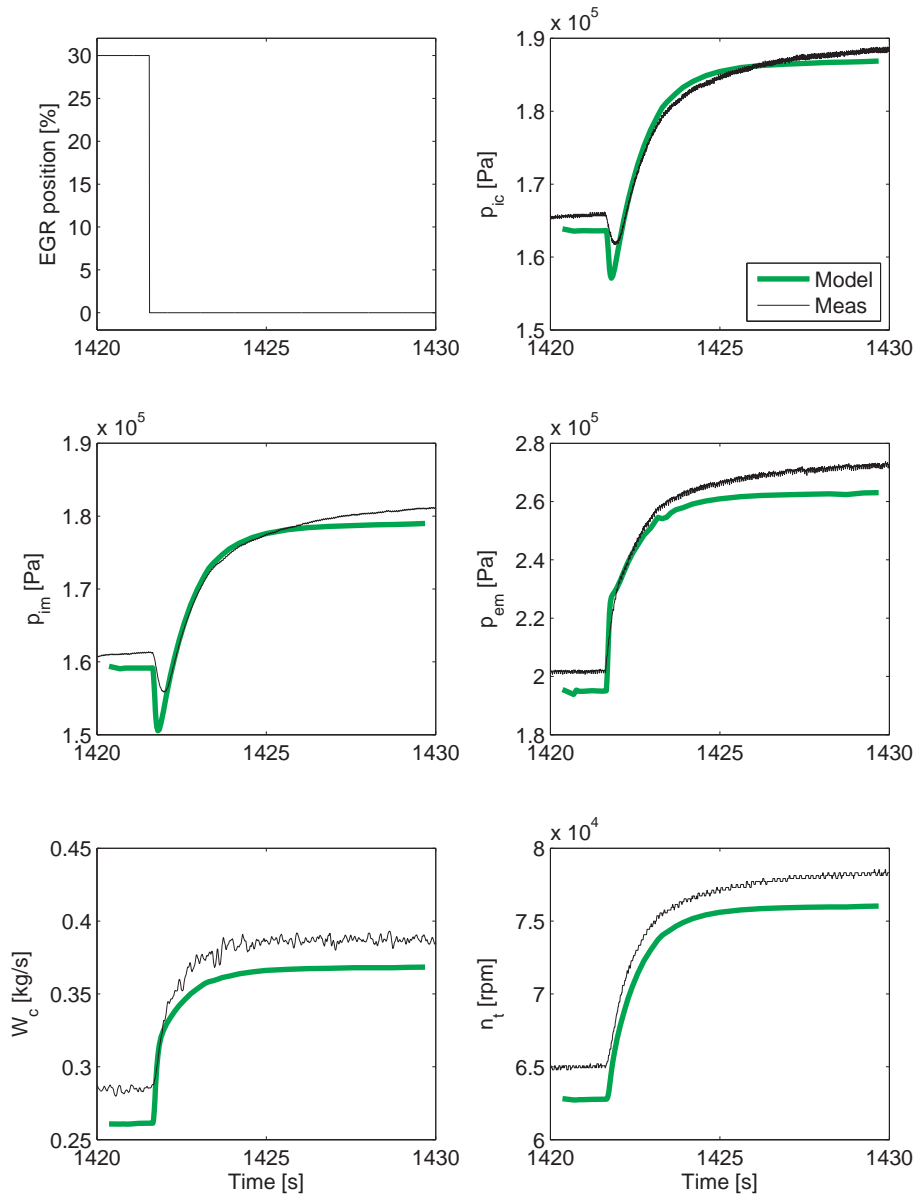 EGR position [%]
30
25
20
15
10
5
0
1420 1425 1430
x 10^5
p_ic [Pa]
1.9
1.8
1.7
1.6
1.5
Model
Meas
1420 1425 1430
x 10^5
p_im [Pa]
1.9
1.8
1.7
1.6
1.5
1420 1425 1430
x 10^5
p_em [Pa]
2.8
2.6
2.4
2.2
2
1.8
1420 1425 1430
W_c [kg/s]
0.45
0.4
0.35
0.3
0.25
1420 1425 1430
Time [s]
x 10^4
n_t [rpm]
8
7.5
7
6.5
6
1420 1425 1430
Time [s]